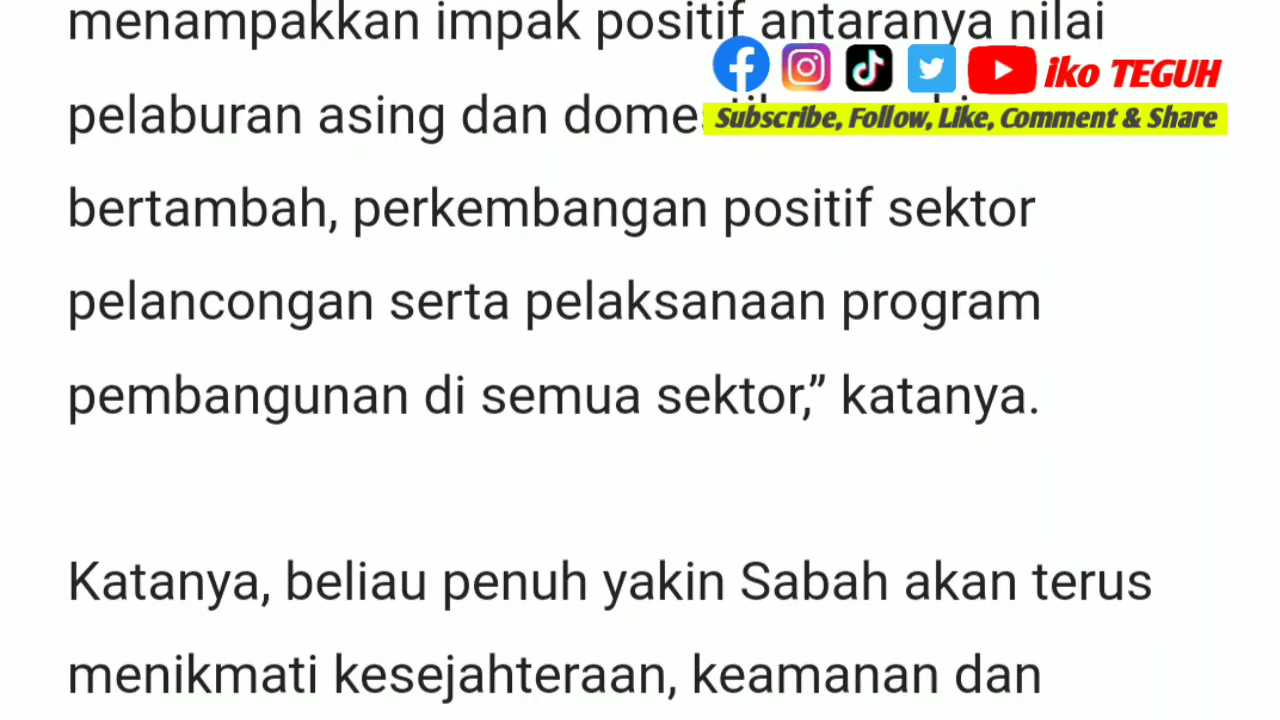 menampakkan impak positif antaranya nilai
iko TEGUH
pelaburan asing dan
Subscribe, Follow, Like, Comment & Share
bertambah, perkembangan positif sektor
pelancongan serta pelaksanaan program
pembangunan di semua sektor,” katanya.
Katanya, beliau penuh yakin Sabah akan terus
menikmati kesejahteraan, keamanan dan